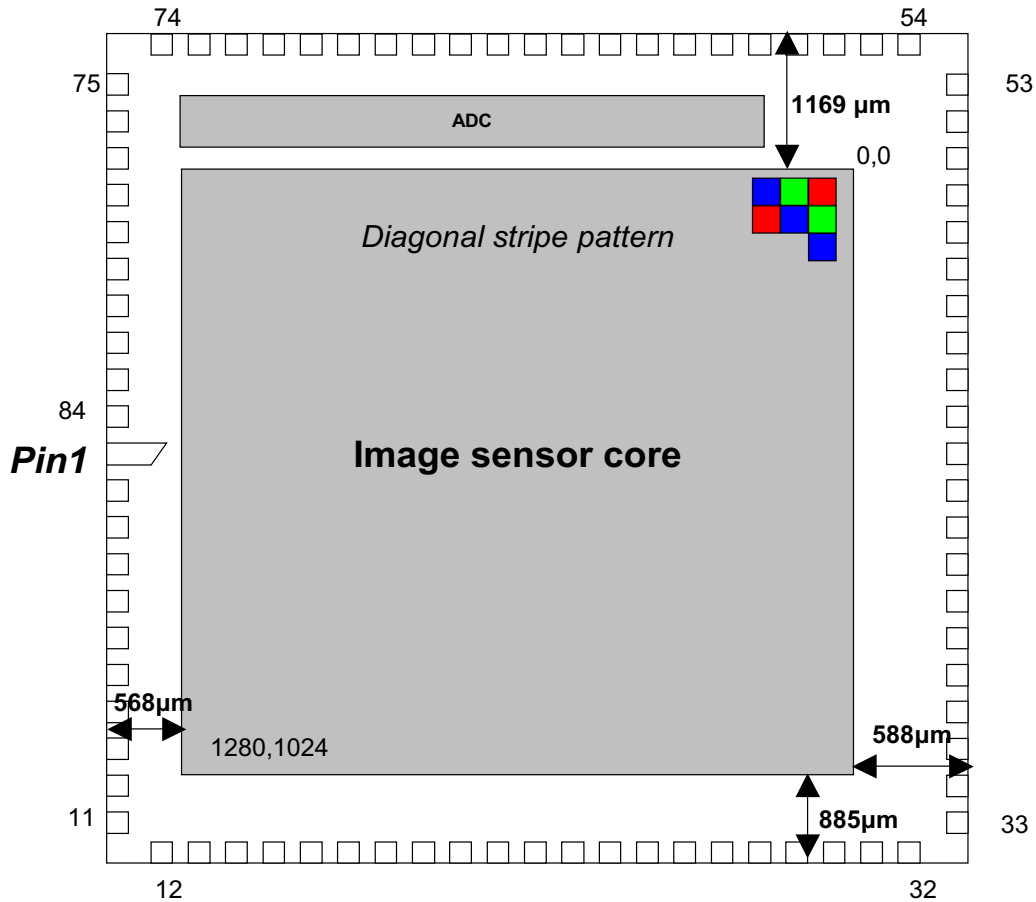 74
54
75
53
1169 µm
ADC
0,0
Diagonal stripe pattern
84
Pin1
Image sensor core
568µm
1280,1024
588µm
11
885µm
33
12
32